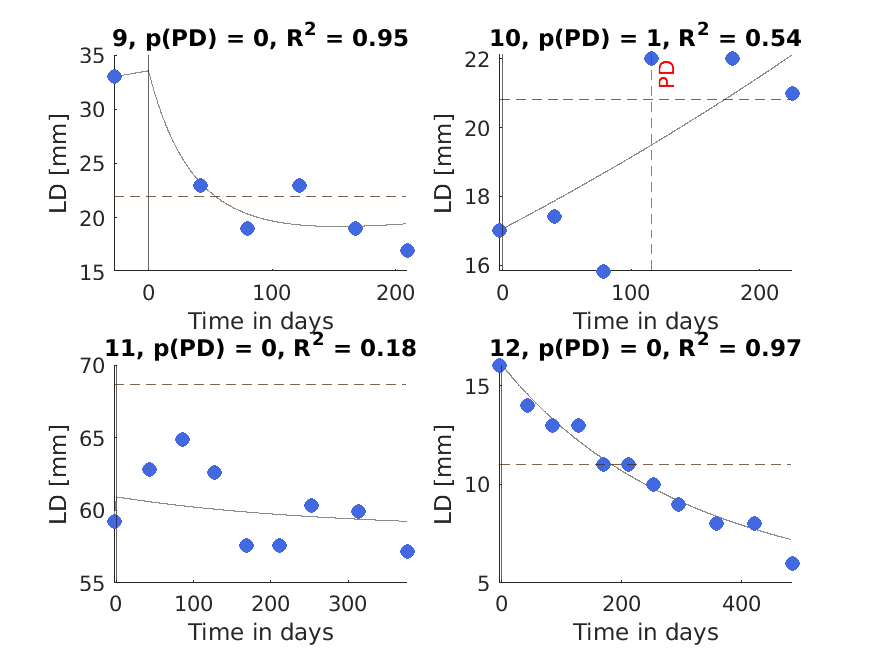 9, p(PD) = 0, R² = 0.95
35
30
25
20
15
LD [mm]
0
100
200
Time in days
10, p(PD) = 1, R² = 0.54
22
20
18
16
LD [mm]
PD
0
100
200
Time in days
11, p(PD) = 0, R² = 0.18
70
65
60
55
LD [mm]
0
100
200
300
Time in days
12, p(PD) = 0, R² = 0.97
15
10
5
LD [mm]
0
200
400
Time in days